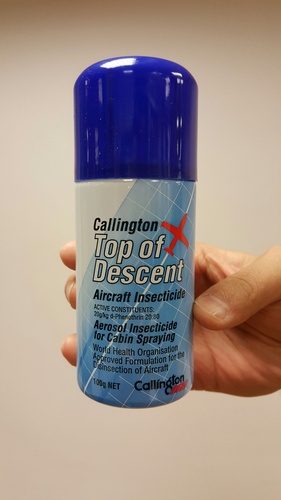 Callington
Top of
Descent
Aircraft Insecticide
ACTIVE CONSTITUENTS:
20g/kg d-Phenothrin 20:80
Aerosol Insecticide
for Cabin Spraying
World Health Organisation
Approved Formulation for the
Disinsection of Aircraft
100g NET
Callington